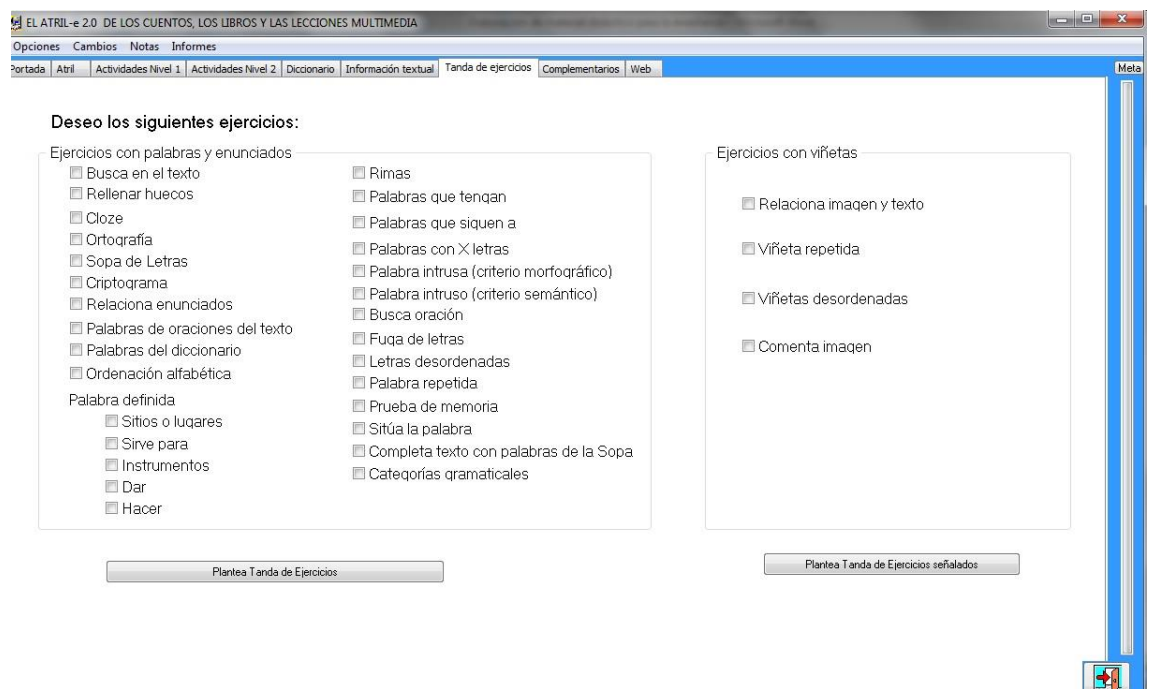 EL ATRIL-e 2.0 DE LOS CUENTOS, LOS LIBROS Y LAS LECCIONES MULTIMEDIA
Opciones Cambios Notas Informes
Portada Atril Actividades Nivel 1 Actividades Nivel 2 Diccionario Información textual Tanda de ejercicios Complementarios Web Meta
Deseo los siguientes ejercicios:
Ejercicios con palabras y enunciados
Busca en el texto
Rellenar huecos
Cloze
Ortografía
Sopa de Letras
Criptograma
Relaciona enunciados
Palabras de oraciones del texto
Palabras del diccionario
Ordenación alfabética
Palabra definida
Sitios o lugares
Sirve para
Instrumentos
Dar
Hacer
Rimas
Palabras que tengan
Palabras que siguen a
Palabras con X letras
Palabra intrusa (criterio morfográfico)
Palabra intruso (criterio semántico)
Busca oración
Fuga de letras
Letras desordenadas
Palabra repetida
Prueba de memoria
Sitúa la palabra
Completa texto con palabras de la Sopa
Categorías gramaticales
Plantea Tanda de Ejercicios
Ejercicios con viñetas
Relaciona imagen y texto
Viñeta repetida
Viñetas desordenadas
Comenta imagen
Plantea Tanda de Ejercicios señalados